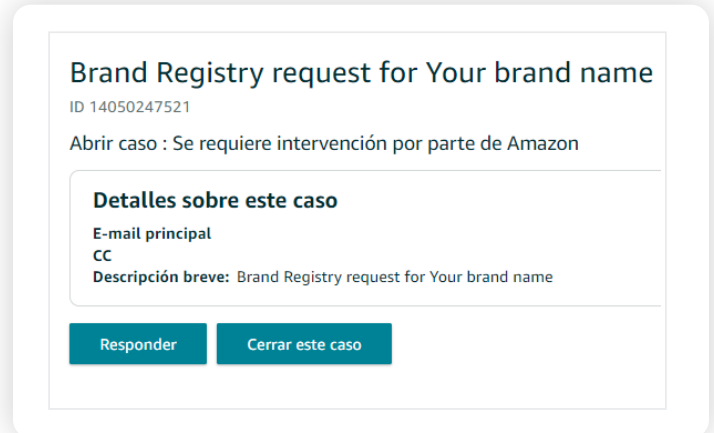 Brand Registry request for Your brand name
ID 14050247521
Abrir caso : Se requiere intervención por parte de Amazon
Detalles sobre este caso
E-mail principal
CC
Descripción breve: Brand Registry request for Your brand name
Responder Cerrar este caso